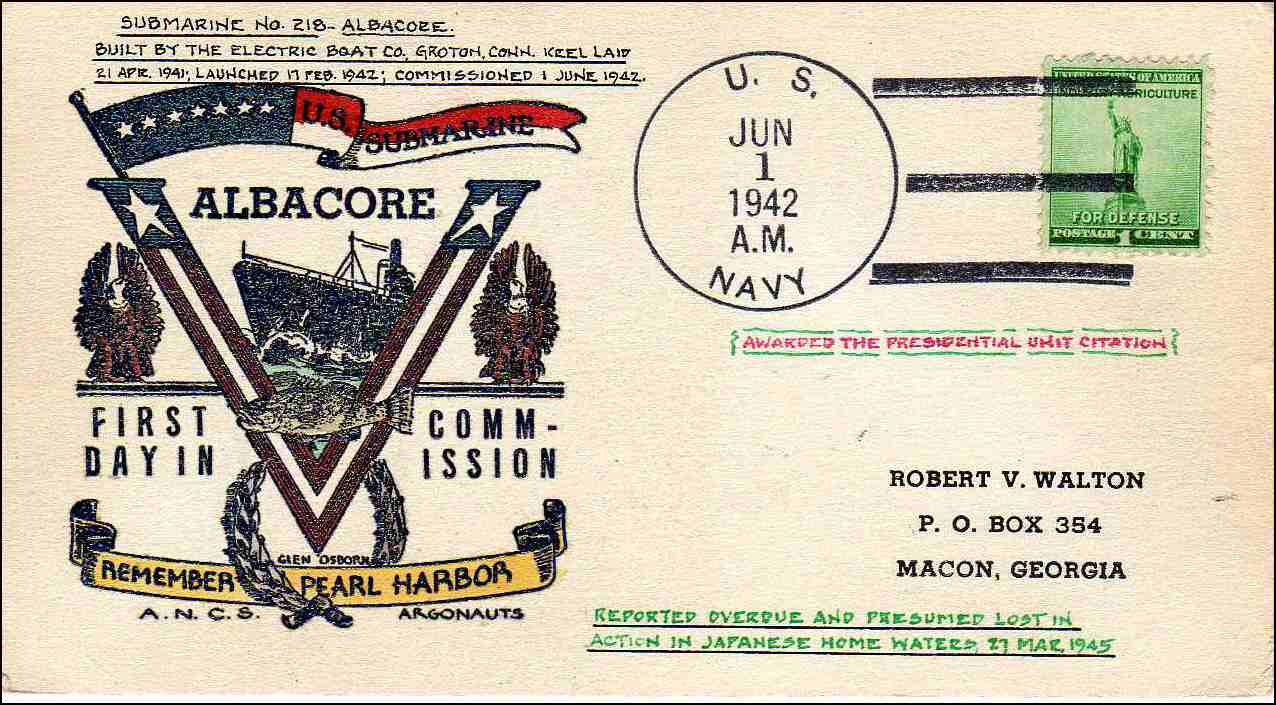 SUBMARINE NO. 218- ALBACORE.
BUILT BY THE ELECTRIC BOAT CO., GROTON, CONN. KEEL LAID
21 APR. 1941; LAUNCHED 17 FEB. 1942; COMMISSIONED 1 JUNE 1942.
U.S.
SUBMARINE
ALBACORE
FIRST
DAY IN
COMM-
ISSION
GLEN OSBORN
REMEMBER PEARL HARBOR
A.N.C.S. ARGONAUTS
U. S.
JUN
1
1942
A.M.
NAVY
UNITED STATES OF AMERICA
INDUSTRY AGRICULTURE
FOR DEFENSE
POSTAGE 1 CENT
{AWARDED THE PRESIDENTIAL UNIT CITATION}
ROBERT V. WALTON
P. O. BOX 354
MACON, GEORGIA
REPORTED OVERDUE AND PRESUMED LOST IN
ACTION IN JAPANESE HOME WATERS, 27 MAR, 1945